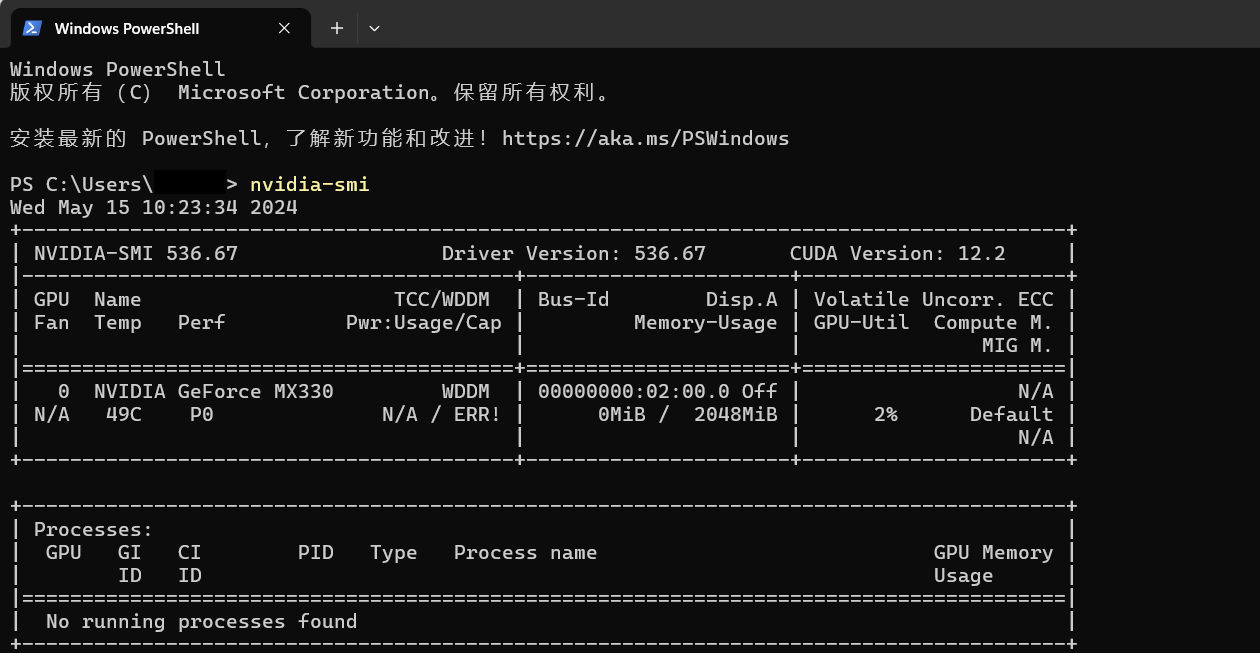 Windows PowerShell
Windows PowerShell
版权所有（C） Microsoft Corporation。保留所有权利。
安装最新的 PowerShell，了解新功能和改进！https://aka.ms/PSWindows
PS C:\Users\ > nvidia-smi
Wed May 15 10:23:34 2024
+---------------------------------------------------------------------------------------+
| NVIDIA-SMI 536.67                 Driver Version: 536.67       CUDA Version: 12.2     |
|-----------------------------------------+----------------------+----------------------+
| GPU  Name                     TCC/WDDM  | Bus-Id        Disp.A | Volatile Uncorr. ECC |
| Fan  Temp   Perf          Pwr:Usage/Cap |         Memory-Usage | GPU-Util  Compute M. |
|                                         |                      |               MIG M. |
|=========================================+======================+======================|
|   0  NVIDIA GeForce MX330         WDDM  | 00000000:02:00.0 Off |                  N/A |
| N/A   49C    P0              N/A / ERR! |      0MiB /  2048MiB |      2%      Default |
|                                         |                      |                  N/A |
+-----------------------------------------+----------------------+----------------------+
+---------------------------------------------------------------------------------------+
| Processes:                                                                            |
|  GPU   GI   CI        PID   Type   Process name                            GPU Memory |
|        ID   ID                                                             Usage      |
|=======================================================================================|
|  No running processes found                                                           |
+---------------------------------------------------------------------------------------+